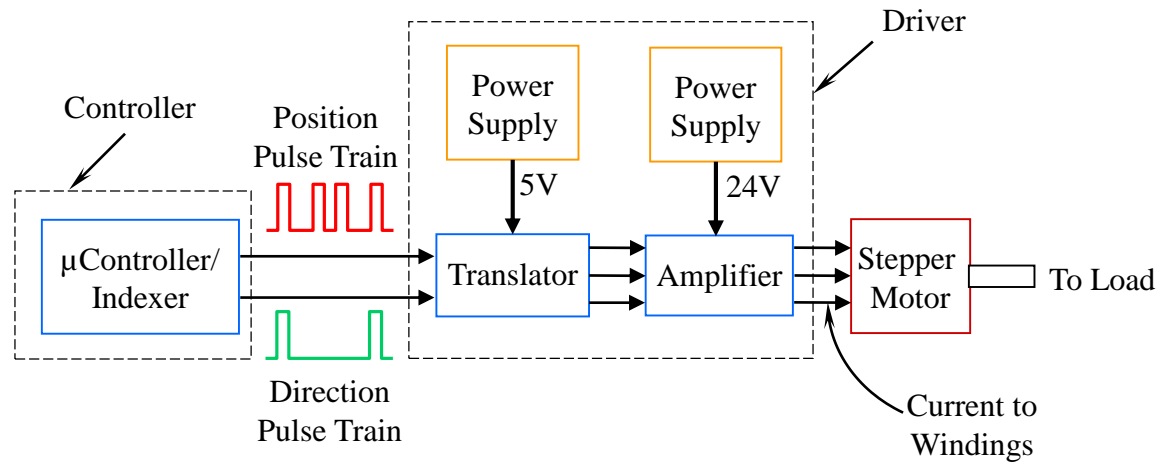 Driver
Controller
Position
Pulse Train
Power
Supply
Power
Supply
5V
24V
µController/
Indexer
Translator
Amplifier
Stepper
Motor
To Load
Direction
Pulse Train
Current to
Windings